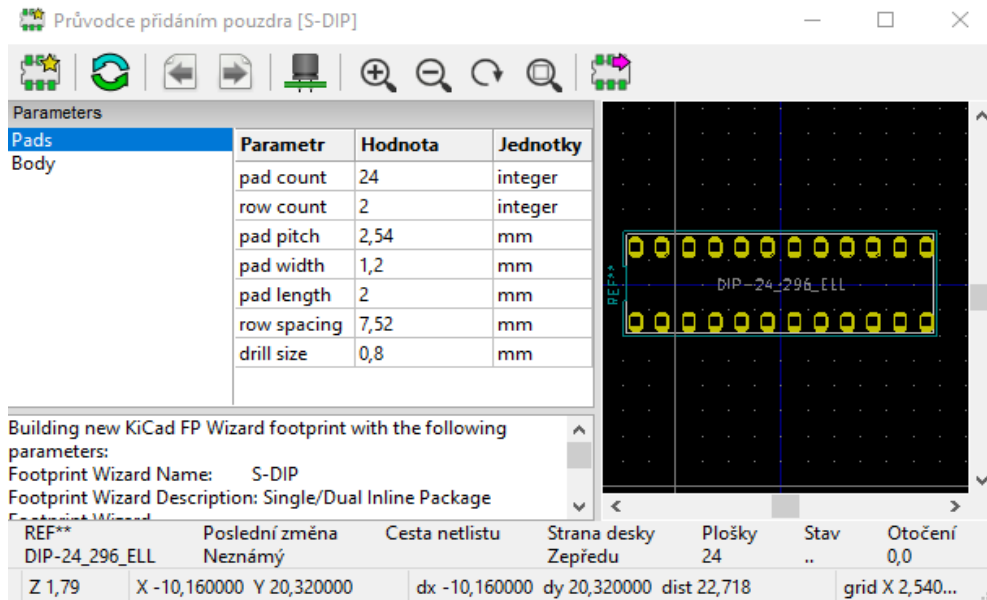 Průvodce přidáním pouzdra [S-DIP]
Parameters
Pads
Body
Parametr Hodnota Jednotky
pad count 24 integer
row count 2 integer
pad pitch 2,54 mm
pad width 1,2 mm
pad length 2 mm
row spacing 7,52 mm
drill size 0,8 mm
REF**
DIP-24_296_ELL
Building new KiCad FP Wizard footprint with the following
parameters:
Footprint Wizard Name: S-DIP
Footprint Wizard Description: Single/Dual Inline Package
Footprint Wizard
REF** Poslední změna Cesta netlistu Strana desky Plošky Stav Otočení
DIP-24_296_ELL Neznámý Zepředu 24 .. 0,0
Z 1,79 X -10,160000 Y 20,320000 dx -10,160000 dy 20,320000 dist 22,718 grid X 2,540...